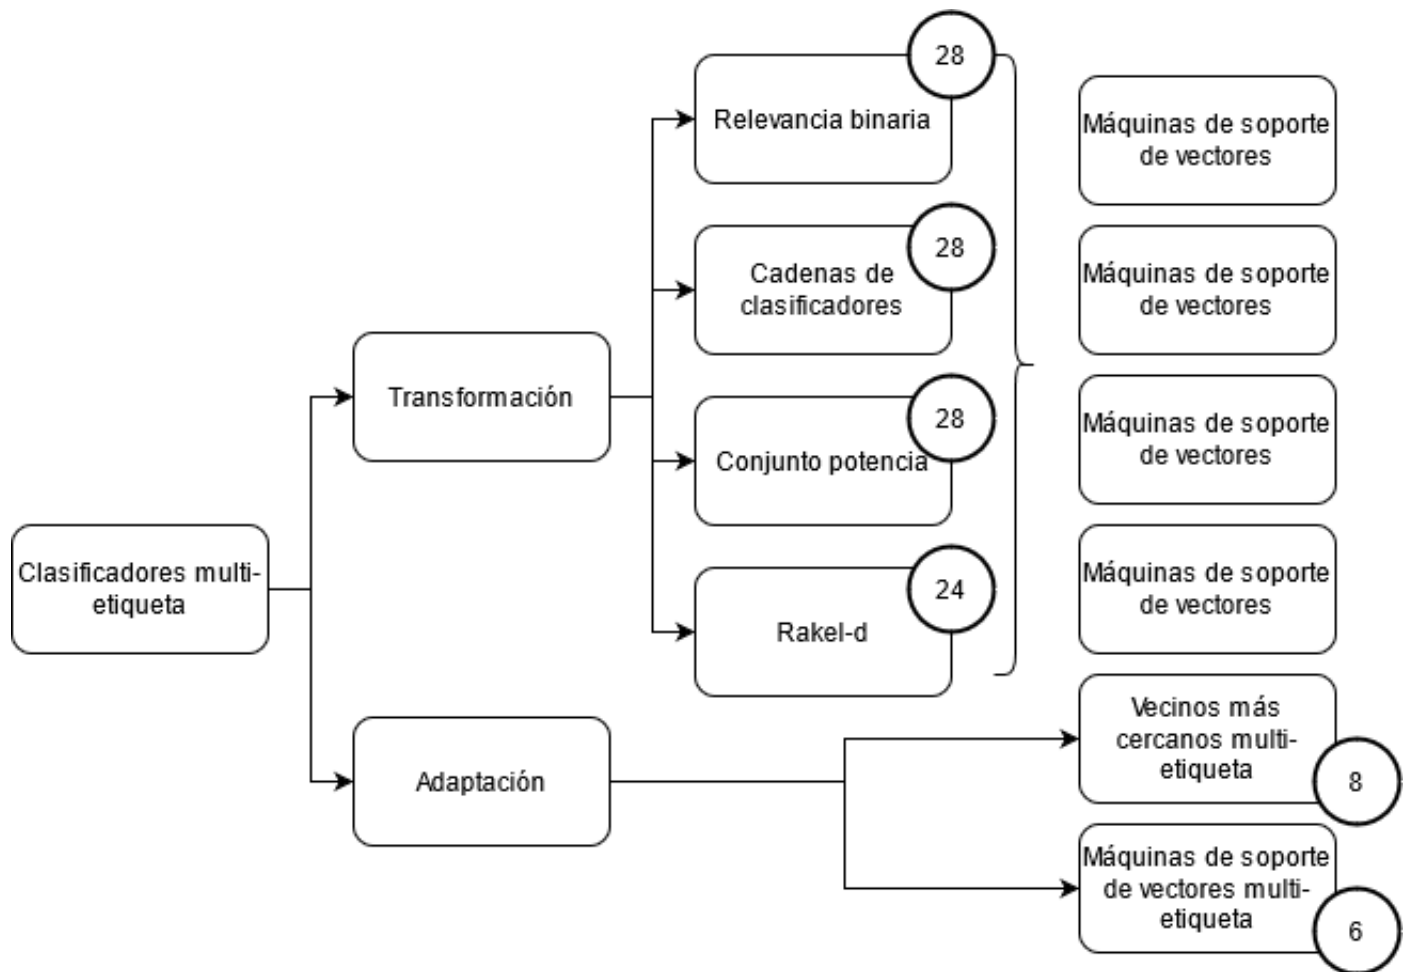 28
Relevancia binaria
28
Cadenas de
clasificadores
28
Conjunto potencia
24
Rakel-d
Transformación
Clasificadores multi-
etiqueta
Adaptación
Máquinas de soporte
de vectores
Máquinas de soporte
de vectores
Máquinas de soporte
de vectores
Máquinas de soporte
de vectores
Vecinos más
cercanos multi-
etiqueta
8
Máquinas de soporte
de vectores multi-
etiqueta
6